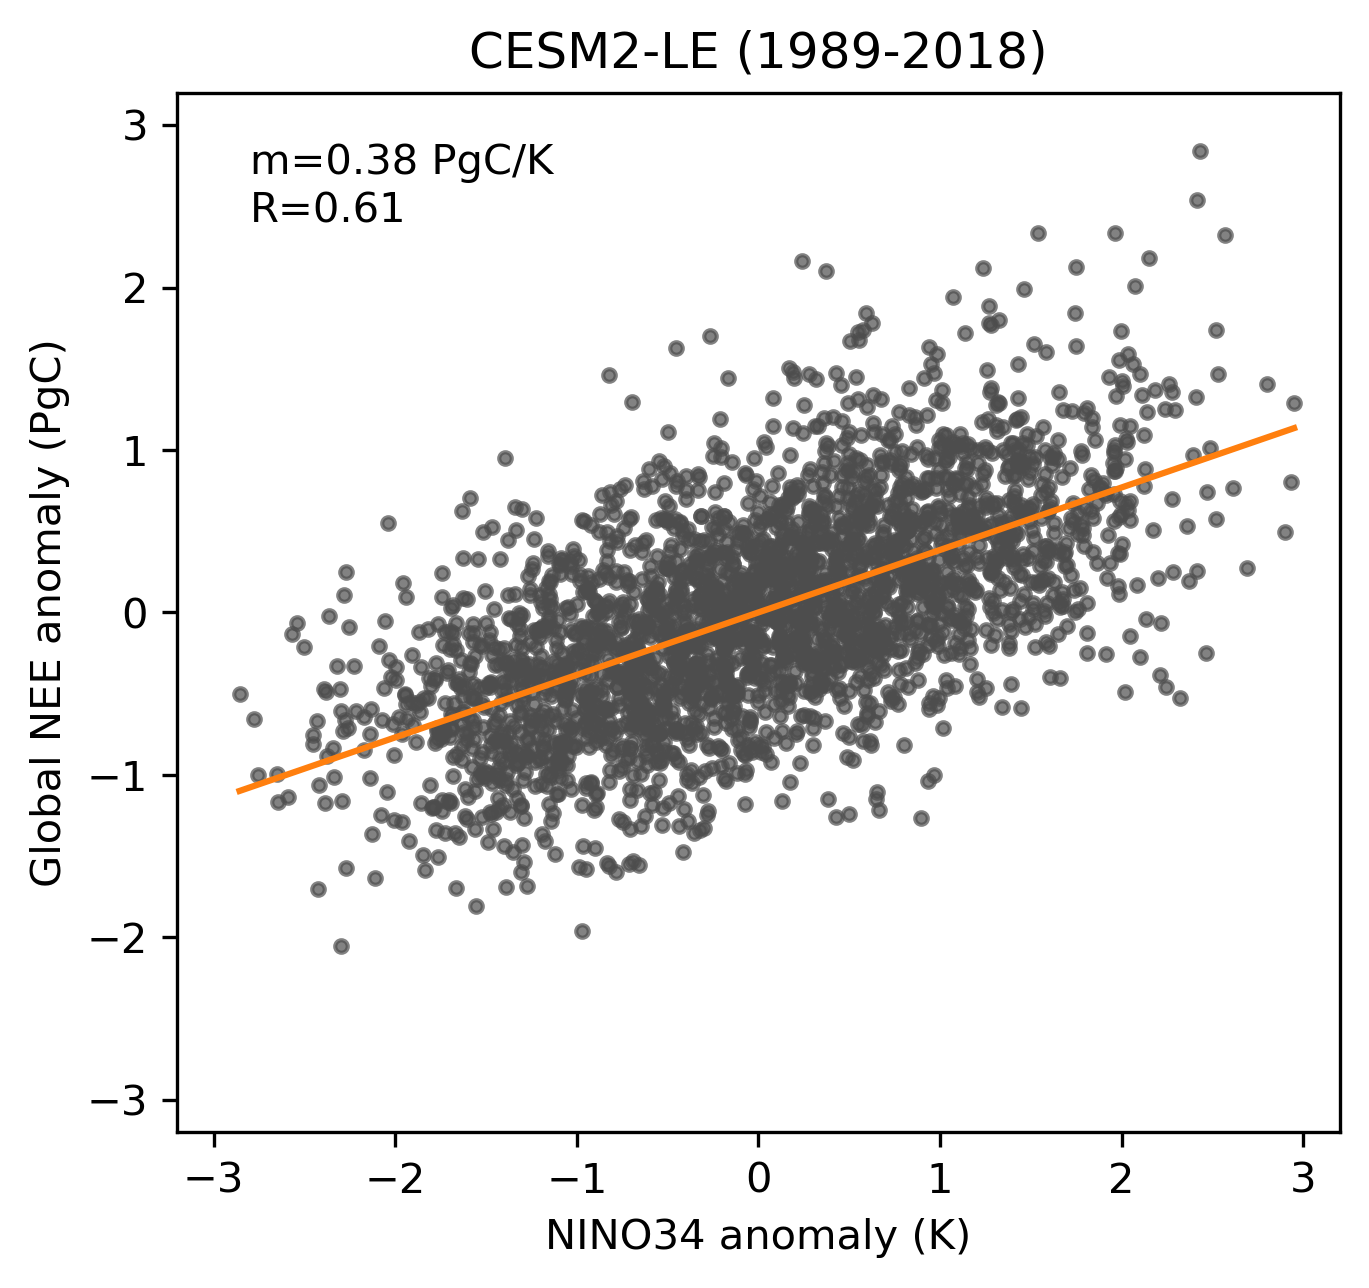 CESM2-LE (1989-2018)
m=0.38 PgC/K
R=0.61
Global NEE anomaly (PgC)
3
2
1
0
−1
−2
−3
−3 −2 −1 0 1 2 3
NINO34 anomaly (K)